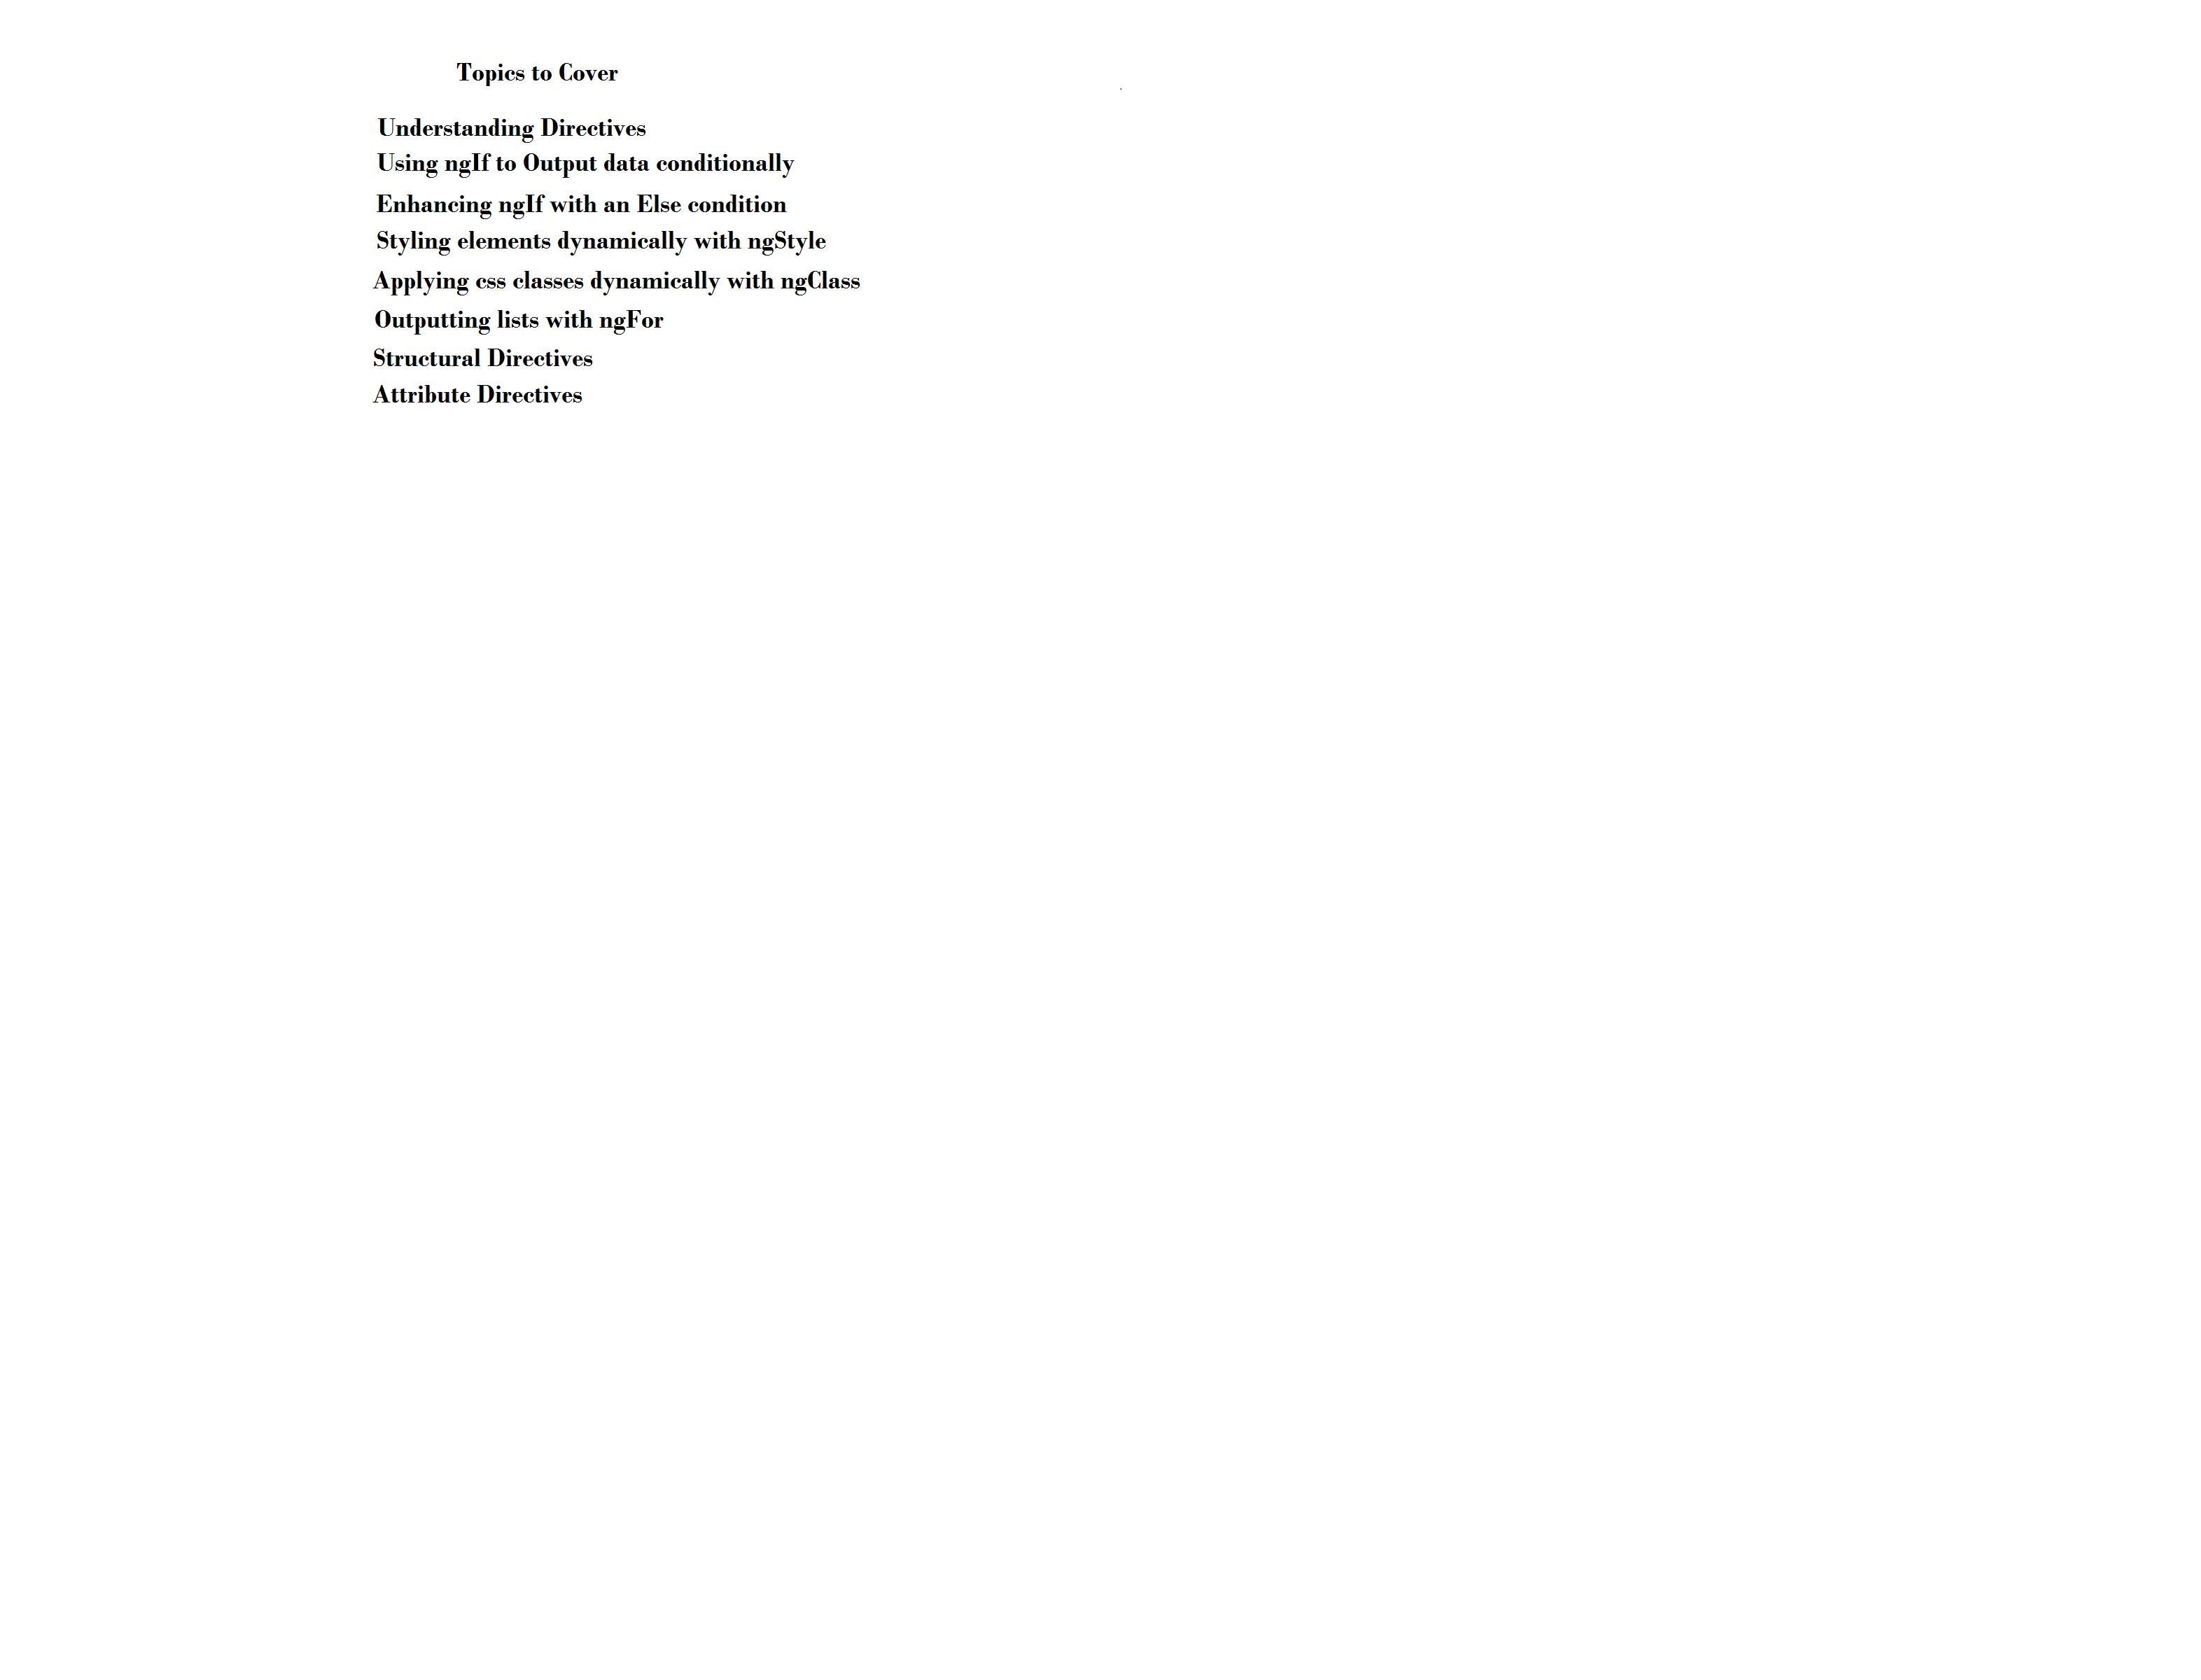 Topics to Cover
Understanding Directives
Using ngIf to Output data conditionally
Enhancing ngIf with an Else condition
Styling elements dynamically with ngStyle
Applying css classes dynamically with ngClass
Outputting lists with ngFor
Structural Directives
Attribute Directives